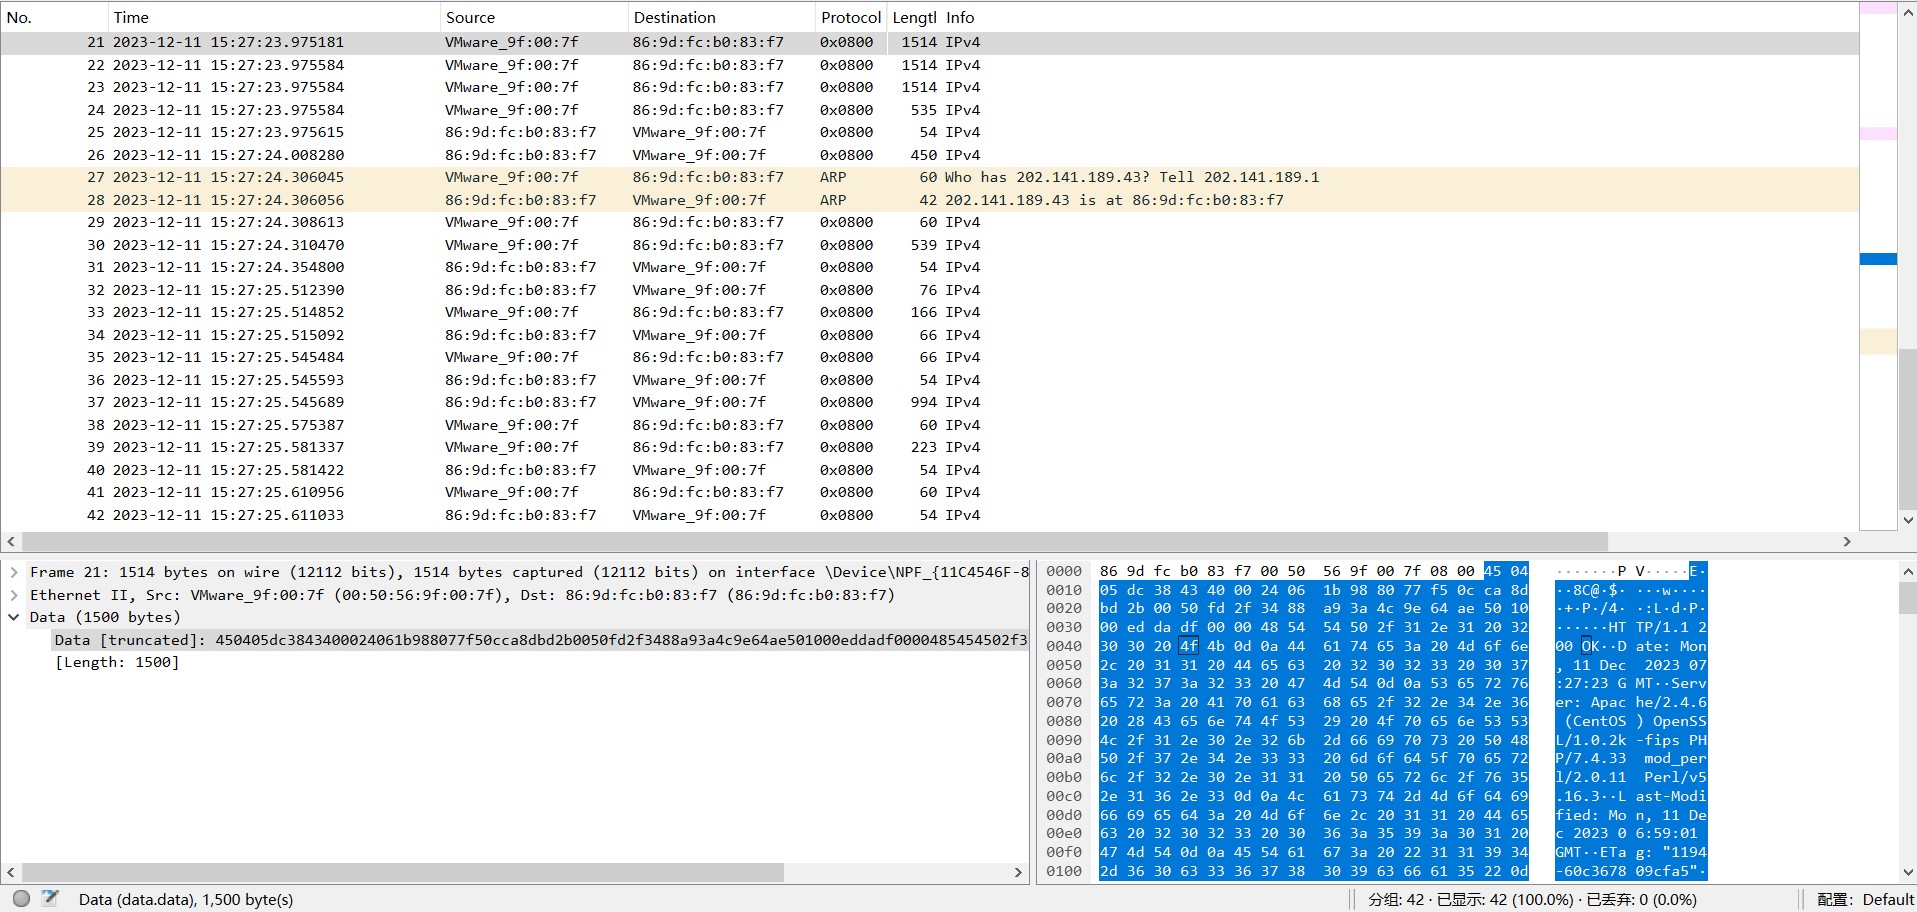 No. Time Source Destination Protocol Lengtl Info
21 2023-12-11 15:27:23.975181 VMware_9f:00:7f 86:9d:fc:b0:83:f7 0x0800 1514 IPv4
22 2023-12-11 15:27:23.975584 VMware_9f:00:7f 86:9d:fc:b0:83:f7 0x0800 1514 IPv4
23 2023-12-11 15:27:23.975584 VMware_9f:00:7f 86:9d:fc:b0:83:f7 0x0800 1514 IPv4
24 2023-12-11 15:27:23.975584 VMware_9f:00:7f 86:9d:fc:b0:83:f7 0x0800 535 IPv4
25 2023-12-11 15:27:23.975615 86:9d:fc:b0:83:f7 VMware_9f:00:7f 0x0800 54 IPv4
26 2023-12-11 15:27:24.008280 86:9d:fc:b0:83:f7 VMware_9f:00:7f 0x0800 450 IPv4
27 2023-12-11 15:27:24.306045 VMware_9f:00:7f 86:9d:fc:b0:83:f7 ARP 60 Who has 202.141.189.43? Tell 202.141.189.1
28 2023-12-11 15:27:24.306056 86:9d:fc:b0:83:f7 VMware_9f:00:7f ARP 42 202.141.189.43 is at 86:9d:fc:b0:83:f7
29 2023-12-11 15:27:24.308613 VMware_9f:00:7f 86:9d:fc:b0:83:f7 0x0800 60 IPv4
30 2023-12-11 15:27:24.310470 VMware_9f:00:7f 86:9d:fc:b0:83:f7 0x0800 539 IPv4
31 2023-12-11 15:27:24.354800 86:9d:fc:b0:83:f7 VMware_9f:00:7f 0x0800 54 IPv4
32 2023-12-11 15:27:25.512390 86:9d:fc:b0:83:f7 VMware_9f:00:7f 0x0800 76 IPv4
33 2023-12-11 15:27:25.514852 VMware_9f:00:7f 86:9d:fc:b0:83:f7 0x0800 166 IPv4
34 2023-12-11 15:27:25.515092 86:9d:fc:b0:83:f7 VMware_9f:00:7f 0x0800 66 IPv4
35 2023-12-11 15:27:25.545484 VMware_9f:00:7f 86:9d:fc:b0:83:f7 0x0800 66 IPv4
36 2023-12-11 15:27:25.545593 86:9d:fc:b0:83:f7 VMware_9f:00:7f 0x0800 54 IPv4
37 2023-12-11 15:27:25.545689 86:9d:fc:b0:83:f7 VMware_9f:00:7f 0x0800 994 IPv4
38 2023-12-11 15:27:25.575387 VMware_9f:00:7f 86:9d:fc:b0:83:f7 0x0800 60 IPv4
39 2023-12-11 15:27:25.581337 VMware_9f:00:7f 86:9d:fc:b0:83:f7 0x0800 223 IPv4
40 2023-12-11 15:27:25.581422 86:9d:fc:b0:83:f7 VMware_9f:00:7f 0x0800 54 IPv4
41 2023-12-11 15:27:25.610956 VMware_9f:00:7f 86:9d:fc:b0:83:f7 0x0800 60 IPv4
42 2023-12-11 15:27:25.611033 86:9d:fc:b0:83:f7 VMware_9f:00:7f 0x0800 54 IPv4
Frame 21: 1514 bytes on wire (12112 bits), 1514 bytes captured (12112 bits) on interface \Device\NPF_{11C4546F-8
Ethernet II, Src: VMware_9f:00:7f (00:50:56:9f:00:7f), Dst: 86:9d:fc:b0:83:f7 (86:9d:fc:b0:83:f7)
Data (1500 bytes)
Data [truncated]: 450405dc3843400024061b988077f50cca8dbd2b0050fd2f3488a93a4c9e64ae501000eddadf0000485454502f3
[Length: 1500]
0000 86 9d fc b0 83 f7 00 50 56 9f 00 7f 08 00 45 04 ·······P V·····E·
0010 05 dc 38 43 40 00 24 06 1b 98 80 77 f5 0c ca 8d ··8C@·$· ···w····
0020 bd 2b 00 50 fd 2f 34 88 a9 3a 4c 9e 64 ae 50 10 ·+·P·/4· ·:L·d·P·
0030 00 ed da df 00 00 48 54 54 50 2f 31 2e 31 20 32 ······HT TP/1.1 2
0040 30 30 20 4f 4b 0d 0a 44 61 74 65 3a 20 4d 6f 6e 00 OK··D ate: Mon
0050 2c 20 31 31 20 44 65 63 20 32 30 32 33 20 30 37 , 11 Dec 2023 07
0060 3a 32 37 3a 32 33 20 47 4d 54 0d 0a 53 65 72 76 :27:23 G MT··Serv
0070 65 72 3a 20 41 70 61 63 68 65 2f 32 2e 34 2e 36 er: Apac he/2.4.6
0080 20 28 43 65 6e 74 4f 53 29 20 4f 70 65 6e 53 53 (CentOS ) OpenSS
0090 4c 2f 31 2e 30 2e 32 6b 2d 66 69 70 73 20 50 48 L/1.0.2k -fips PH
00a0 50 2f 37 2e 34 2e 33 33 20 6d 6f 64 5f 70 65 72 P/7.4.33 mod_per
00b0 6c 2f 32 2e 30 2e 31 31 20 50 65 72 6c 2f 76 35 l/2.0.11 Perl/v5
00c0 2e 31 36 2e 33 0d 0a 4c 61 73 74 2d 4d 6f 64 69 .16.3··L ast-Modi
00d0 66 69 65 64 3a 20 4d 6f 6e 2c 20 31 31 20 44 65 fied: Mo n, 11 De
00e0 63 20 32 30 32 33 20 30 36 3a 35 39 3a 30 31 20 c 2023 0 6:59:01
00f0 47 4d 54 0d 0a 45 54 61 67 3a 20 22 31 31 39 34 GMT··ETa g: "1194
0100 2d 36 30 63 33 36 37 38 30 39 63 66 61 35 22 0d -60c3678 09cfa5"·
Data (data.data), 1,500 byte(s) 分组: 42 · 已显示: 42 (100.0%) · 已丢弃: 0 (0.0%) 配置: Default